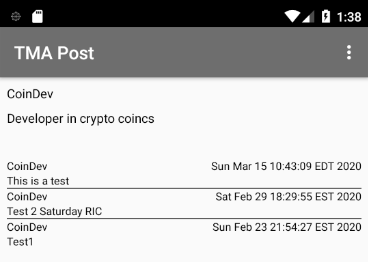 1:38
TMA Post
CoinDev
Developer in crypto coincs
CoinDev Sun Mar 15 10:43:09 EDT 2020
This is a test
CoinDev Sat Feb 29 18:29:55 EST 2020
Test 2 Saturday RIC
CoinDev Sun Feb 23 21:54:27 EST 2020
Test1